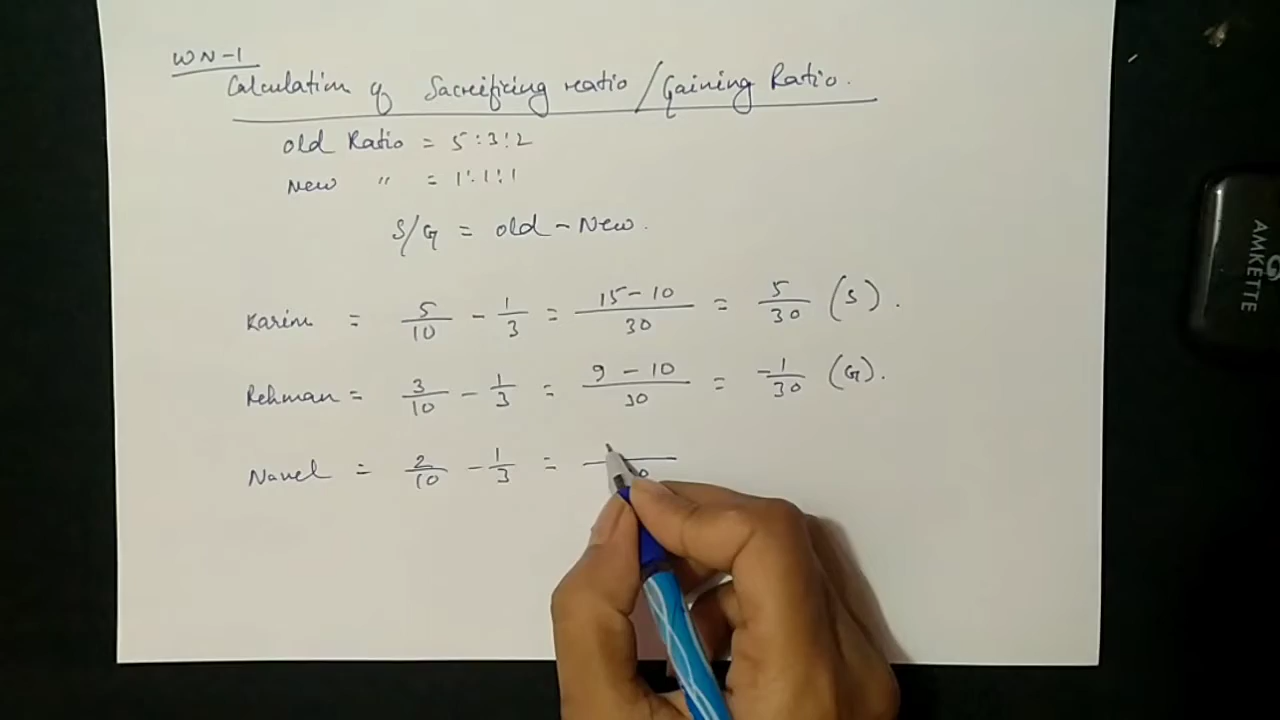 WN-1
Calculation of Sacreificing reatio / Gaining Ratio.
Old Ratio = 5:3:2
New " = 1:1:1
S/G = old - New.
Karim = 5/10 - 1/3 = 15-10/30 = 5/30 (S).
Rehman = 3/10 - 1/3 = 9-10/30 = -1/30 (G).
Navel = 2/10 - 1/3 =
AMKETTE